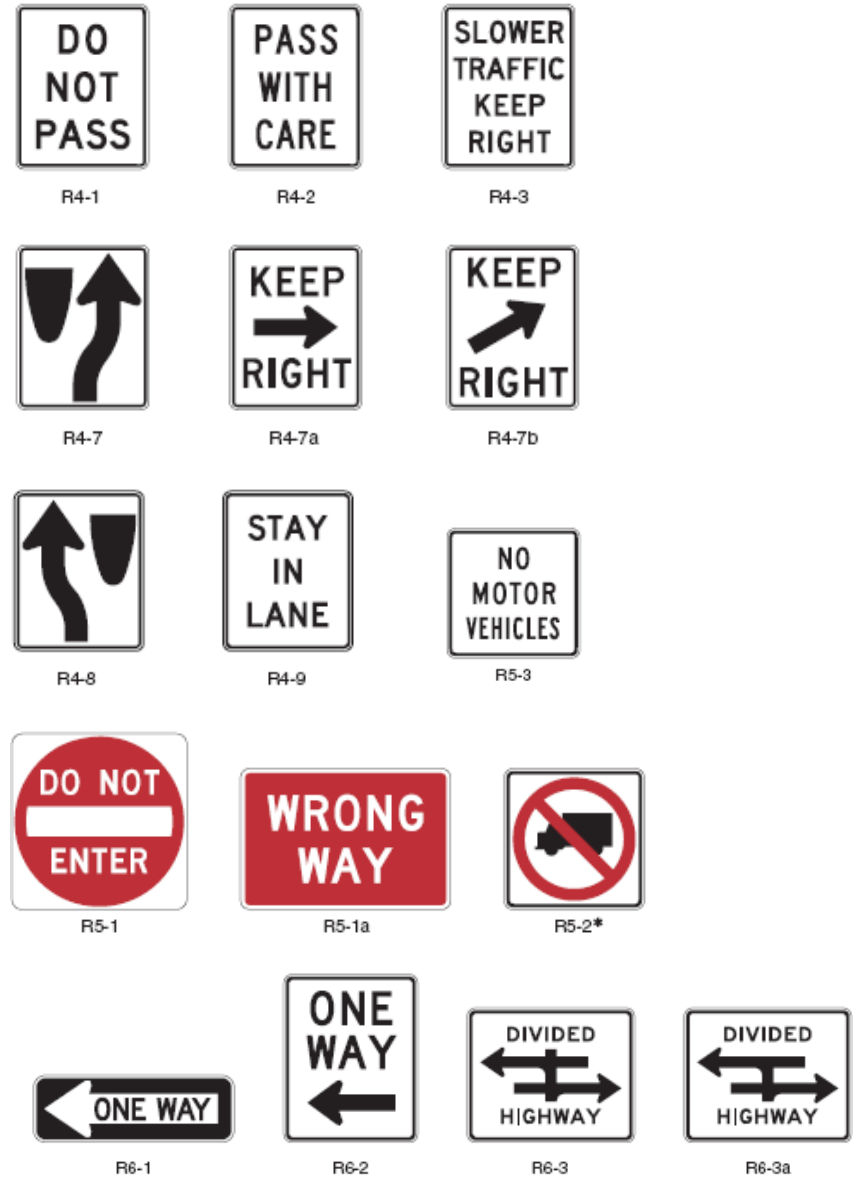 DO
NOT
PASS
R4-1
PASS
WITH
CARE
R4-2
SLOWER
TRAFFIC
KEEP
RIGHT
R4-3
R4-7
KEEP
RIGHT
R4-7a
KEEP
RIGHT
R4-7b
R4-8
STAY
IN
LANE
R4-9
NO
MOTOR
VEHICLES
R5-3
DO NOT
ENTER
R5-1
WRONG
WAY
R5-1a
R5-2*
ONE WAY
R6-1
ONE
WAY
R6-2
DIVIDED
HIGHWAY
R6-3
DIVIDED
HIGHWAY
R6-3a